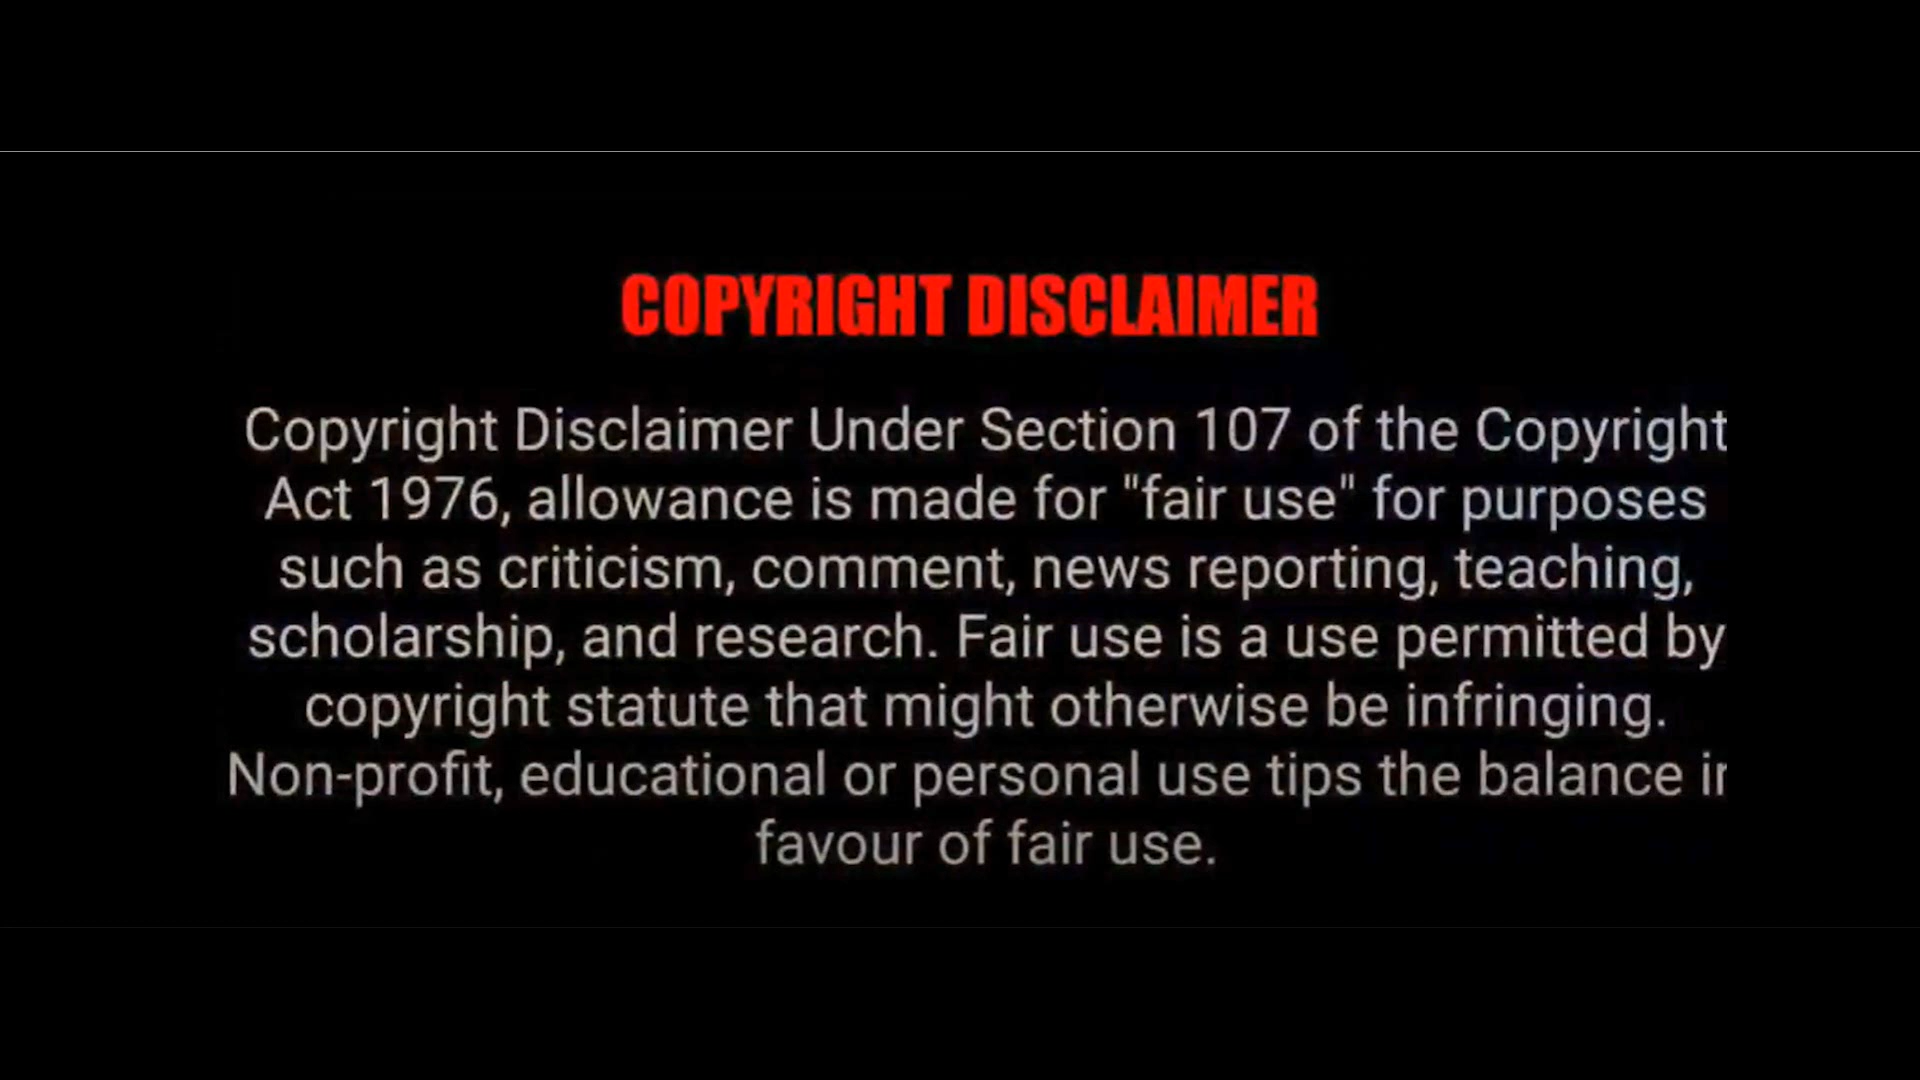 COPYRIGHT DISCLAIMER
Copyright Disclaimer Under Section 107 of the Copyright
Act 1976, allowance is made for "fair use" for purposes
such as criticism, comment, news reporting, teaching,
scholarship, and research. Fair use is a use permitted by
copyright statute that might otherwise be infringing.
Non-profit, educational or personal use tips the balance
favour of fair use.